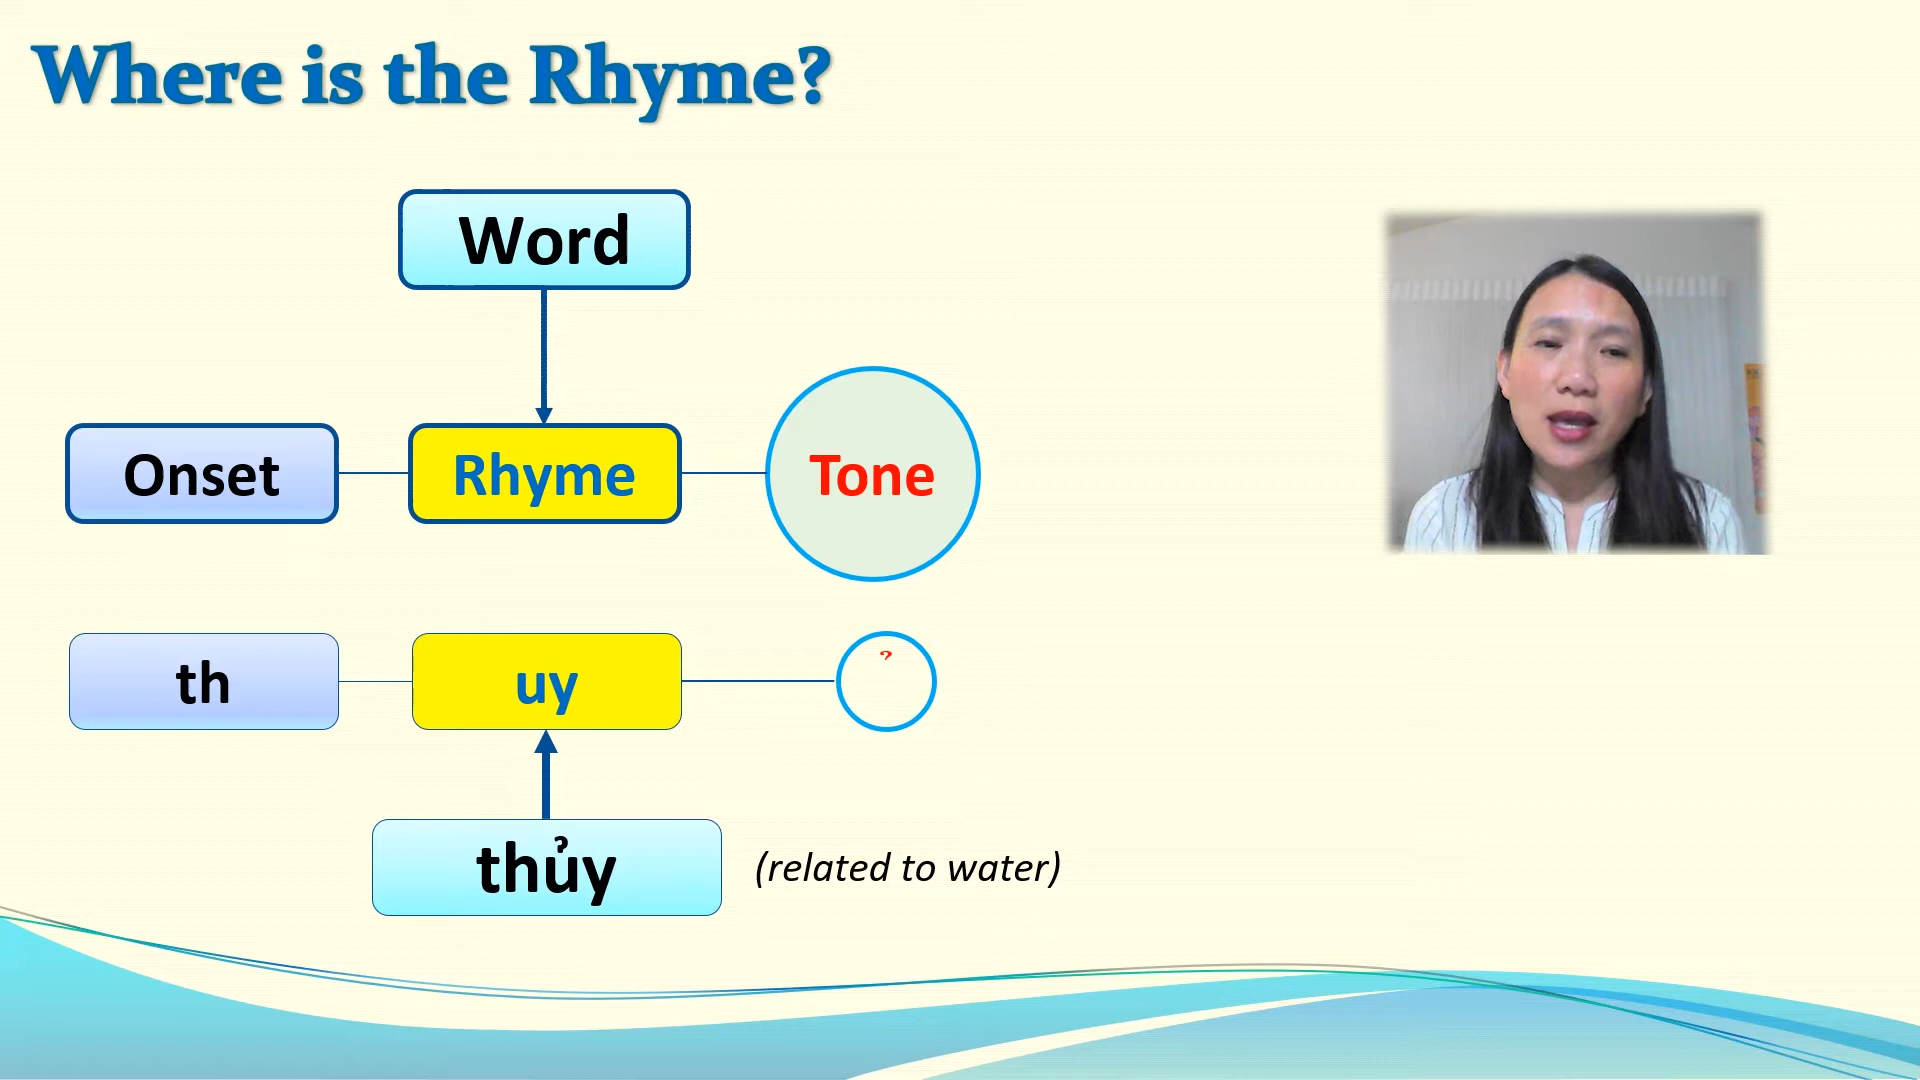 Where is the Rhyme?
Word
Onset
Rhyme
Tone
th
uy
?
thủy
(related to water)